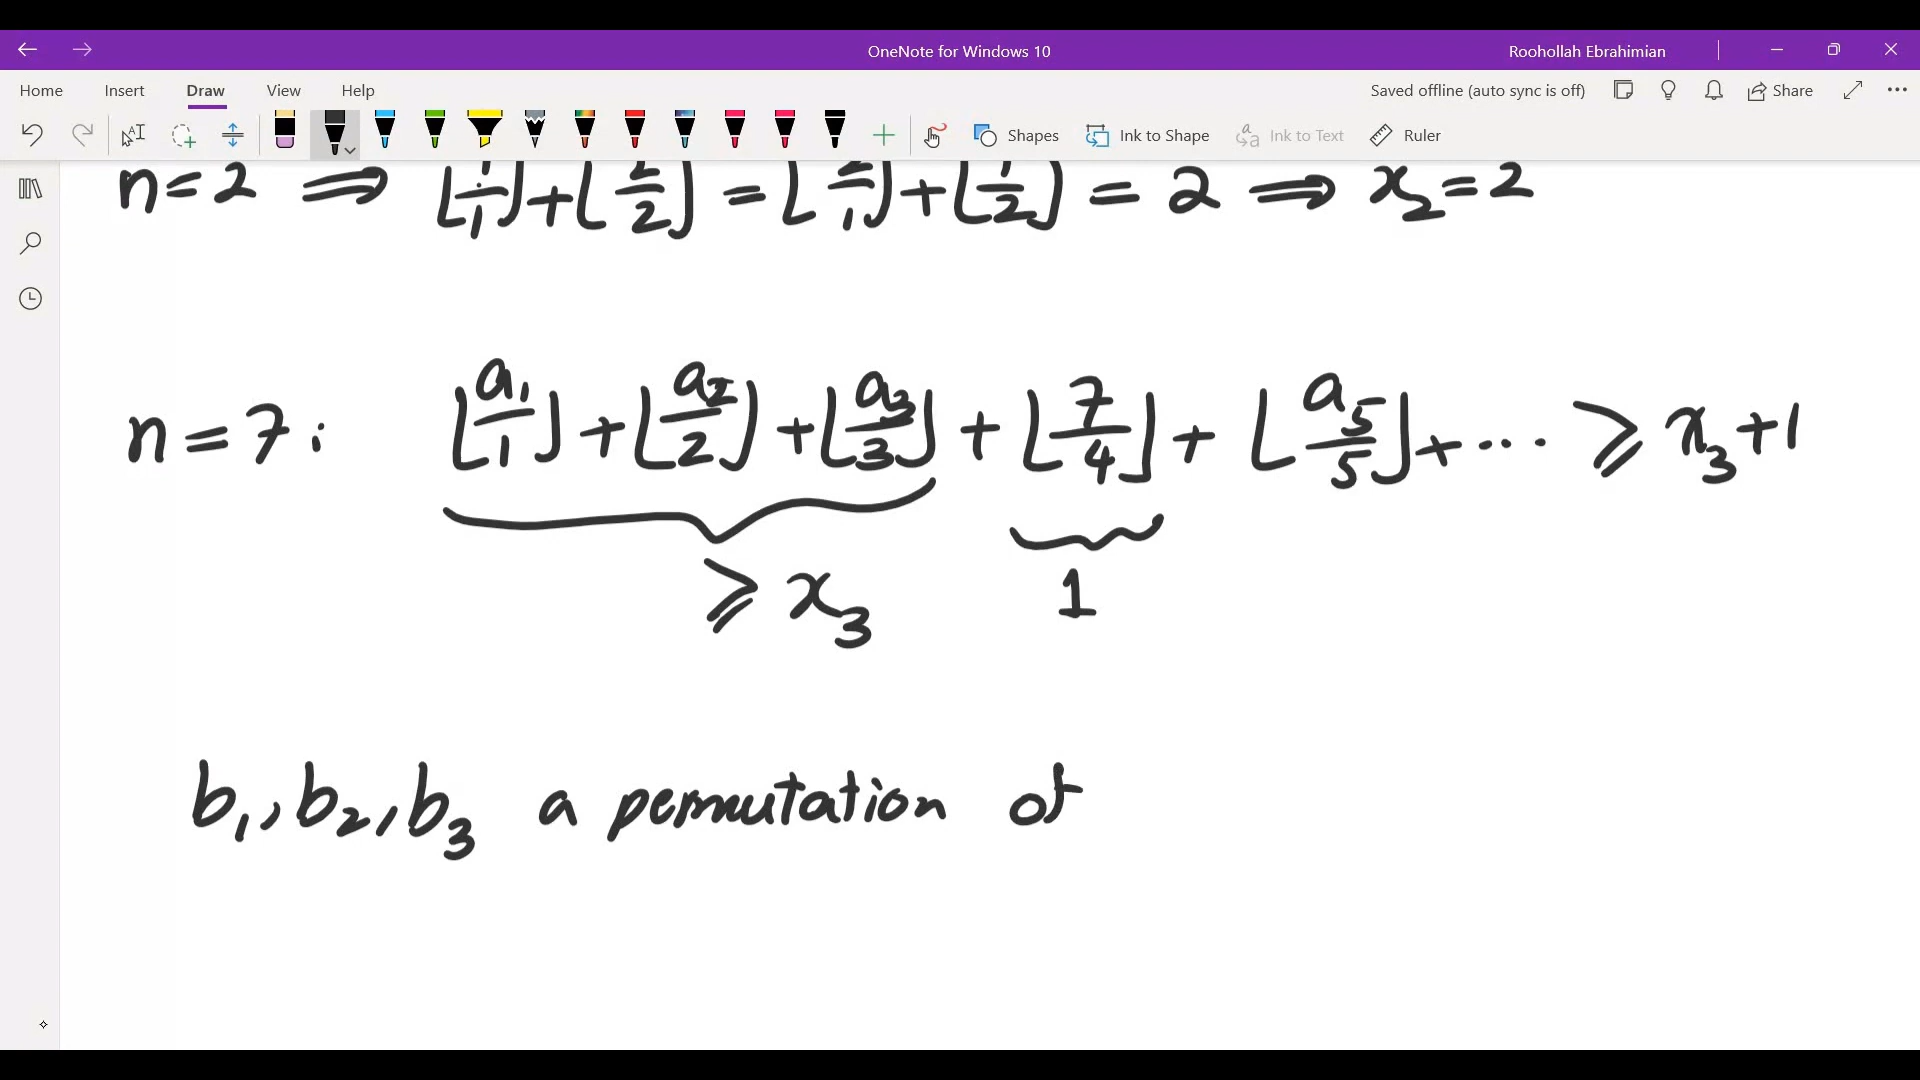 OneNote for Windows 10
Roohollah Ebrahimian
Home Insert Draw View Help
Saved offline (auto sync is off) Share
Shapes Ink to Shape Ink to Text Ruler
n=2 ⟹ ⌊1/1⌋+⌊2/2⌋ = ⌊2/1⌋+⌊1/2⌋ = 2 ⟹ x₂=2
n=7: ⌊a₁/1⌋+⌊a₂/2⌋+⌊a₃/3⌋+⌊7/4⌋+⌊a₅/5⌋+⋯ ⩾ x₃+1
⩾ x₃ 1
b₁, b₂, b₃ a permutation of